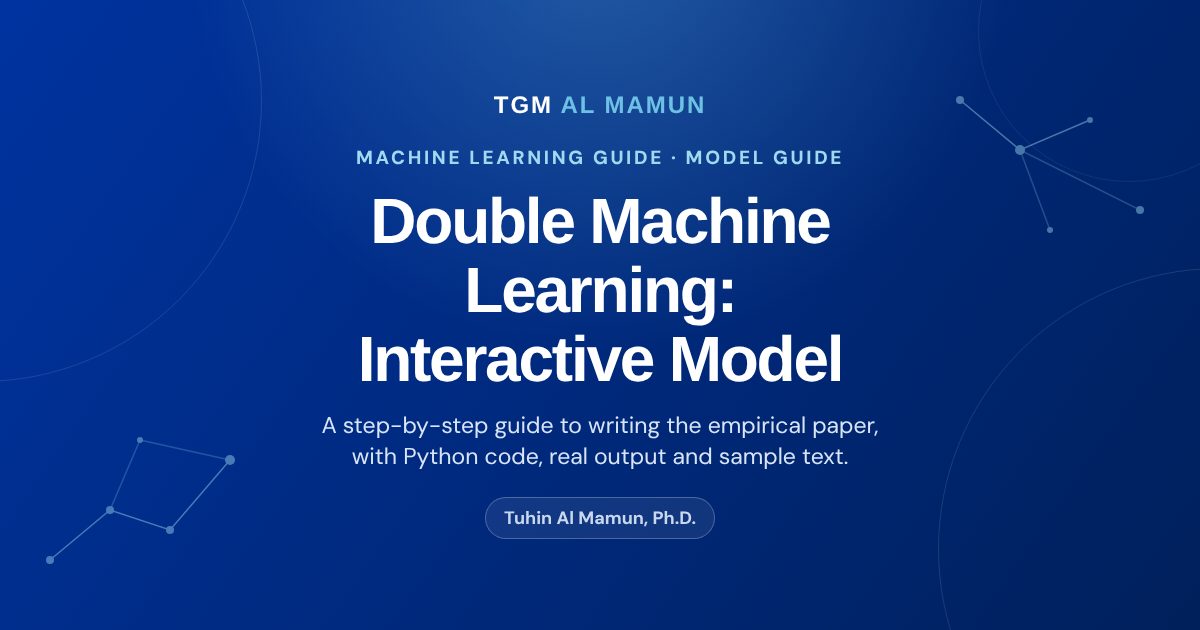 TGM AL MAMUN
MACHINE LEARNING GUIDE · MODEL GUIDE
Double Machine
Learning:
Interactive Model
A step-by-step guide to writing the empirical paper,
with Python code, real output and sample text.
Tuhin Al Mamun, Ph.D.